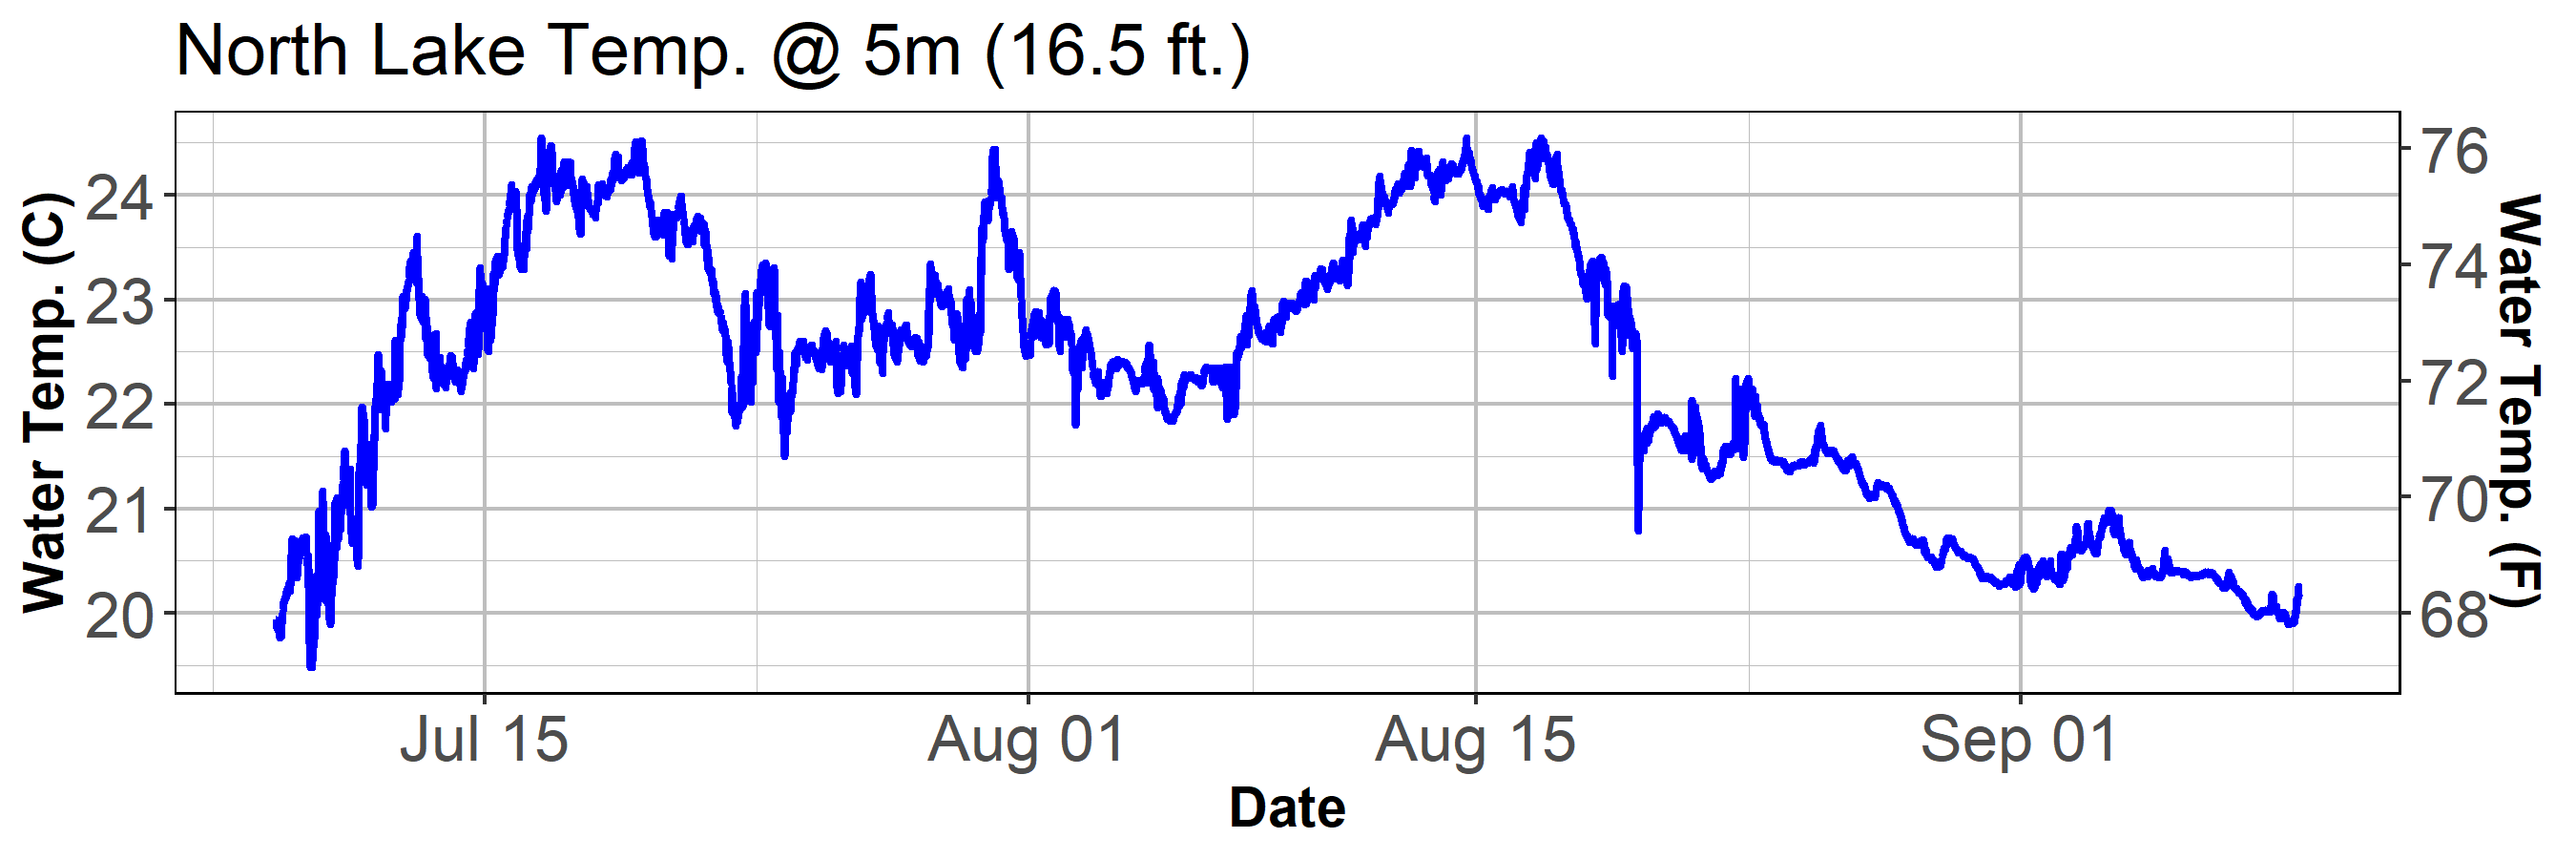 North Lake Temp. @ 5m (16.5 ft.)
Water Temp. (C)
24
23
22
21
20
76
74
72
70
68
Water Temp. (F)
Jul 15
Aug 01
Aug 15
Sep 01
Date